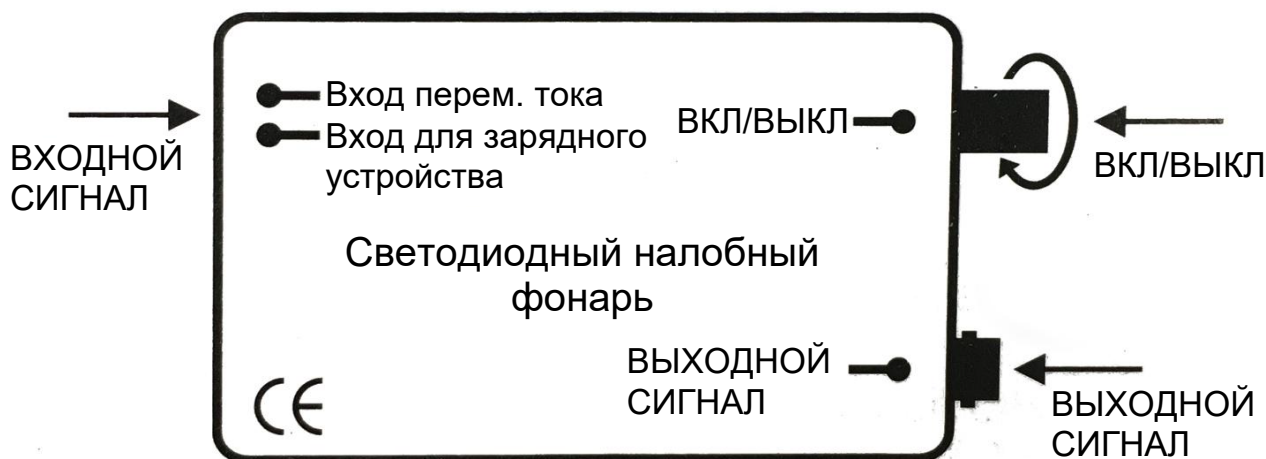 ВХОДНОЙ
СИГНАЛ
Вход перем. тока
Вход для зарядного
устройства
ВКЛ/ВЫКЛ
ВКЛ/ВЫКЛ
Светодиодный налобный
фонарь
ВЫХОДНОЙ
СИГНАЛ
ВЫХОДНОЙ
СИГНАЛ
CE